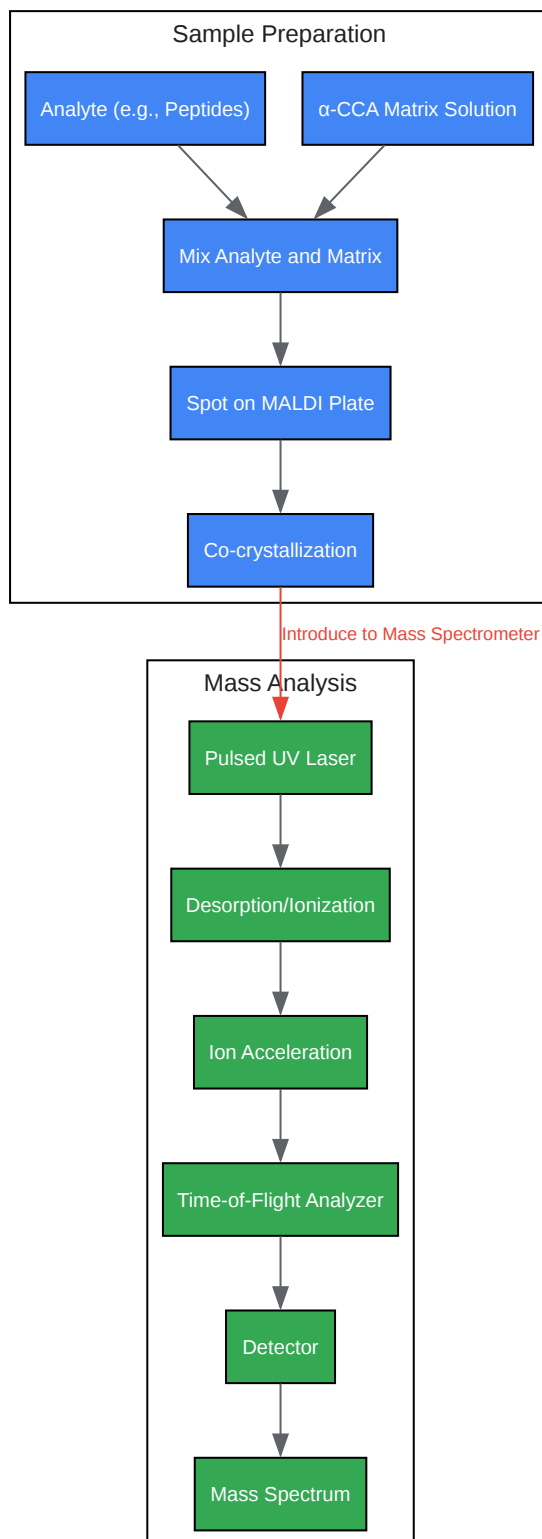 Sample Preparation
Analyte (e.g., Peptides)
α-CCA Matrix Solution
Mix Analyte and Matrix
Spot on MALDI Plate
Co-crystallization
Introduce to Mass Spectrometer
Mass Analysis
Pulsed UV Laser
Desorption/Ionization
Ion Acceleration
Time-of-Flight Analyzer
Detector
Mass Spectrum